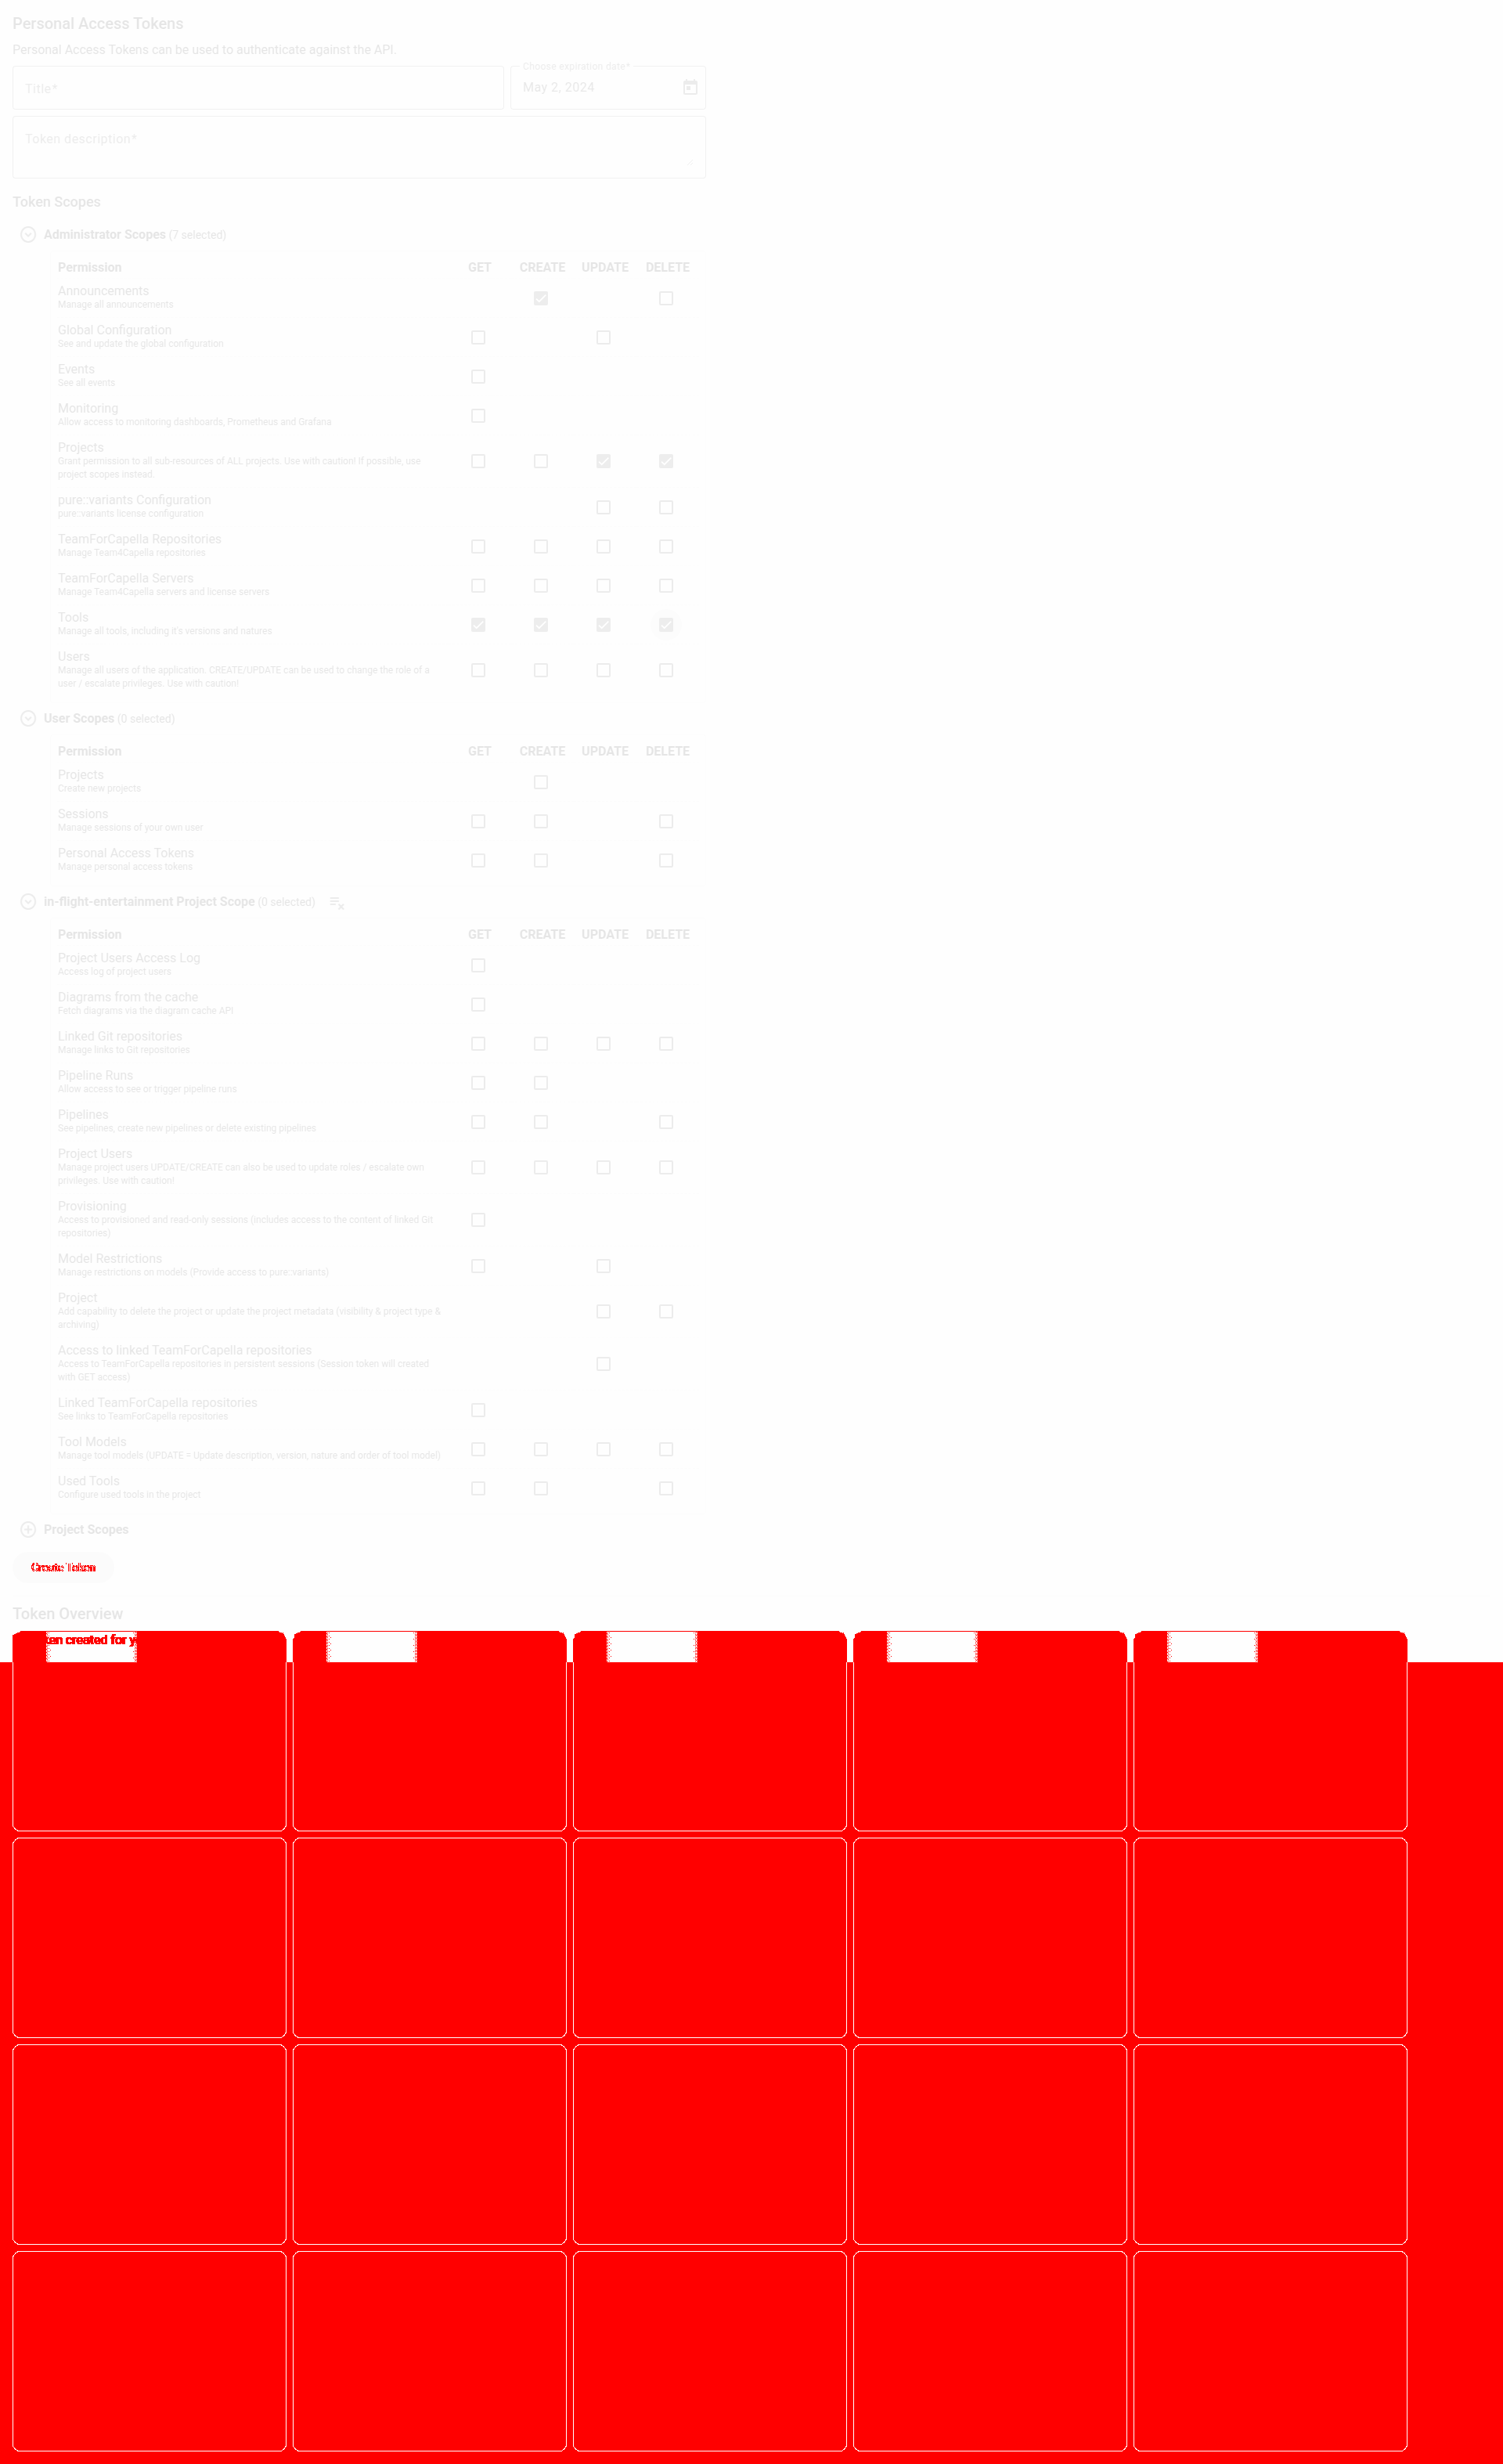 Personal Access Tokens
Personal Access Tokens can be used to authenticate against the API.
Title*
Choose expiration date*
May 2, 2024
Token description*
Token Scopes
Administrator Scopes (7 selected)
Permission GET CREATE UPDATE DELETE
Announcements
Manage all announcements
Global Configuration
See and update the global configuration
Events
See all events
Monitoring
Allow access to monitoring dashboards, Prometheus and Grafana
Projects
Grant permission to all sub-resources of ALL projects. Use with caution! If possible, use
project scopes instead.
pure::variants Configuration
pure::variants license configuration
TeamForCapella Repositories
Manage Team4Capella repositories
TeamForCapella Servers
Manage Team4Capella servers and license servers
Tools
Manage all tools, including it's versions and natures
Users
Manage all users of the application. CREATE/UPDATE can be used to change the role of a
user / escalate privileges. Use with caution!
User Scopes (0 selected)
Permission GET CREATE UPDATE DELETE
Projects
Create new projects
Sessions
Manage sessions of your own user
Personal Access Tokens
Manage personal access tokens
in-flight-entertainment Project Scope (0 selected)
Permission GET CREATE UPDATE DELETE
Project Users Access Log
Access log of project users
Diagrams from the cache
Fetch diagrams via the diagram cache API
Linked Git repositories
Manage links to Git repositories
Pipeline Runs
Allow access to see or trigger pipeline runs
Pipelines
See pipelines, create new pipelines or delete existing pipelines
Project Users
Manage project users UPDATE/CREATE can also be used to update roles / escalate own
privileges. Use with caution!
Provisioning
Access to provisioned and read-only sessions (includes access to the content of linked Git
repositories)
Model Restrictions
Manage restrictions on models (Provide access to pure::variants)
Project
Add capability to delete the project or update the project metadata (visibility & project type &
archiving)
Access to linked TeamForCapella repositories
Access to TeamForCapella repositories in persistent sessions (Session token will created
with GET access)
Linked TeamForCapella repositories
See links to TeamForCapella repositories
Tool Models
Manage tool models (UPDATE = Update description, version, nature and order of tool model)
Used Tools
Configure used tools in the project
Project Scopes
Create Token
Token Overview
created for